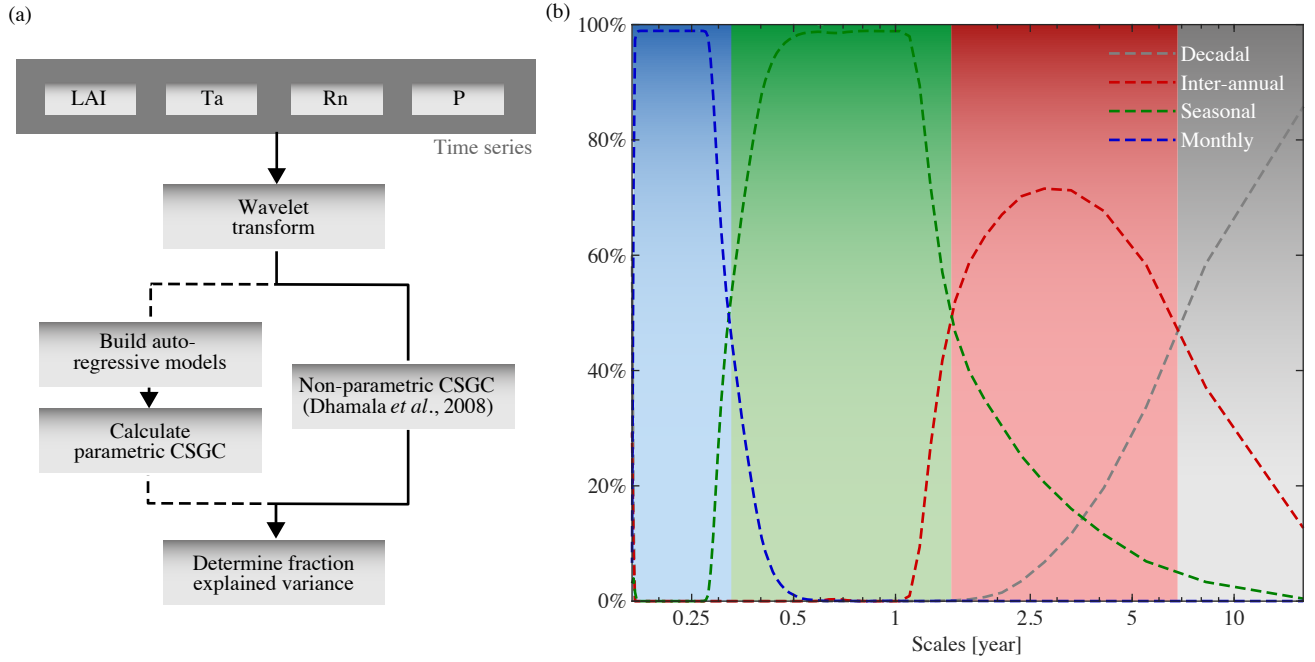 (a)
LAI
Ta
Rn
P
Time series
Wavelet
transform
Build auto-
regressive models
Calculate
parametric CSGC
Non-parametric CSGC
(Dhamala et al., 2008)
Determine fraction
explained variance
(b)
100%
80%
60%
40%
20%
0%
Decadal
Inter-annual
Seasonal
Monthly
0.25
0.5
1
2.5
5
10
Scales [year]